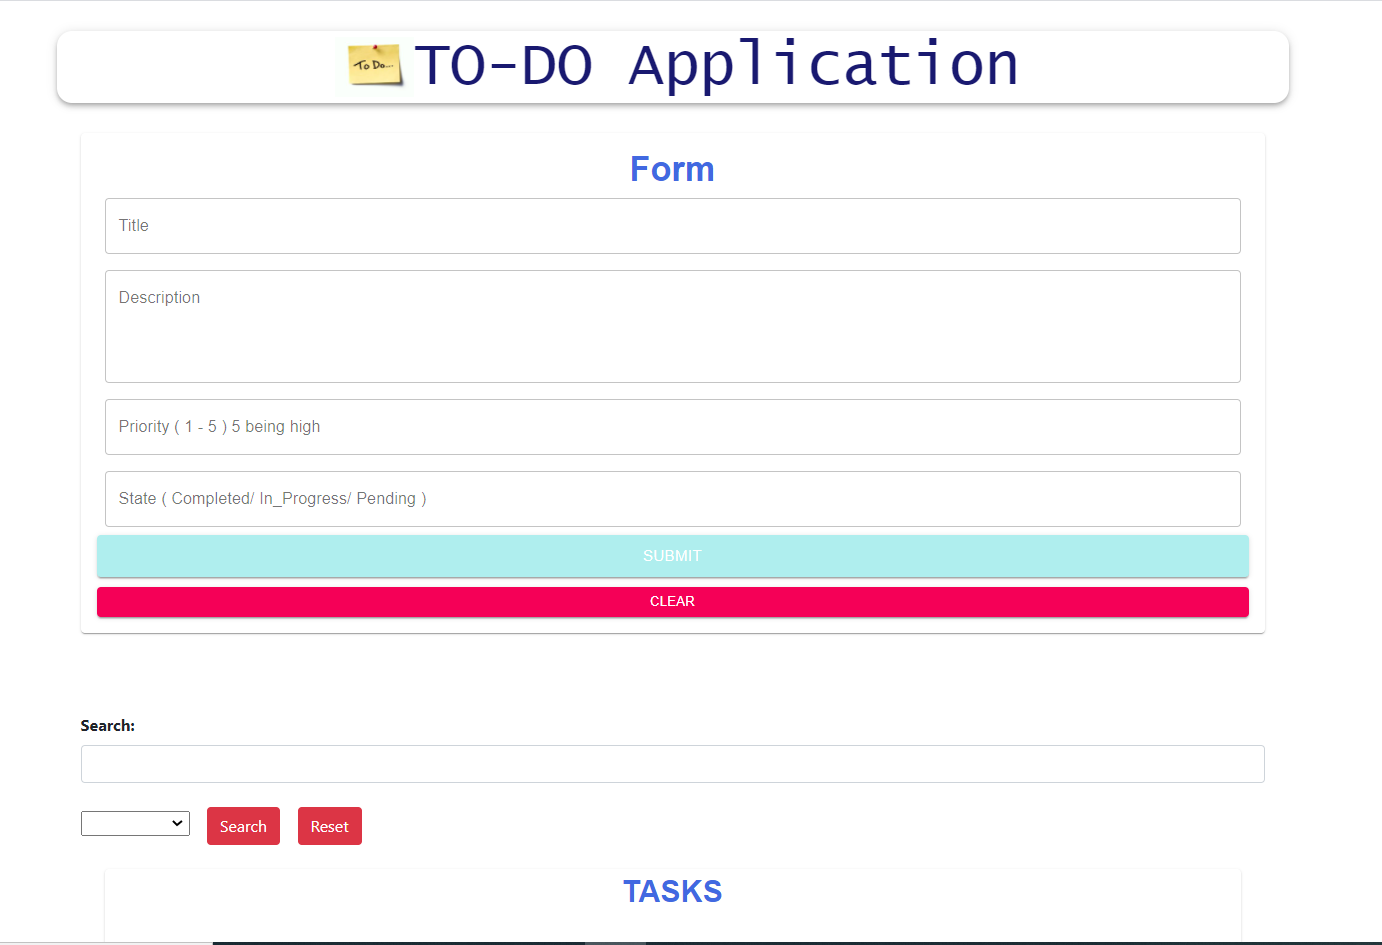 To Do...
TO-DO Application
Form
Title
Description
Priority ( 1 - 5 ) 5 being high
State ( Completed/ In_Progress/ Pending )
SUBMIT
CLEAR
Search:
Search
Reset
TASKS